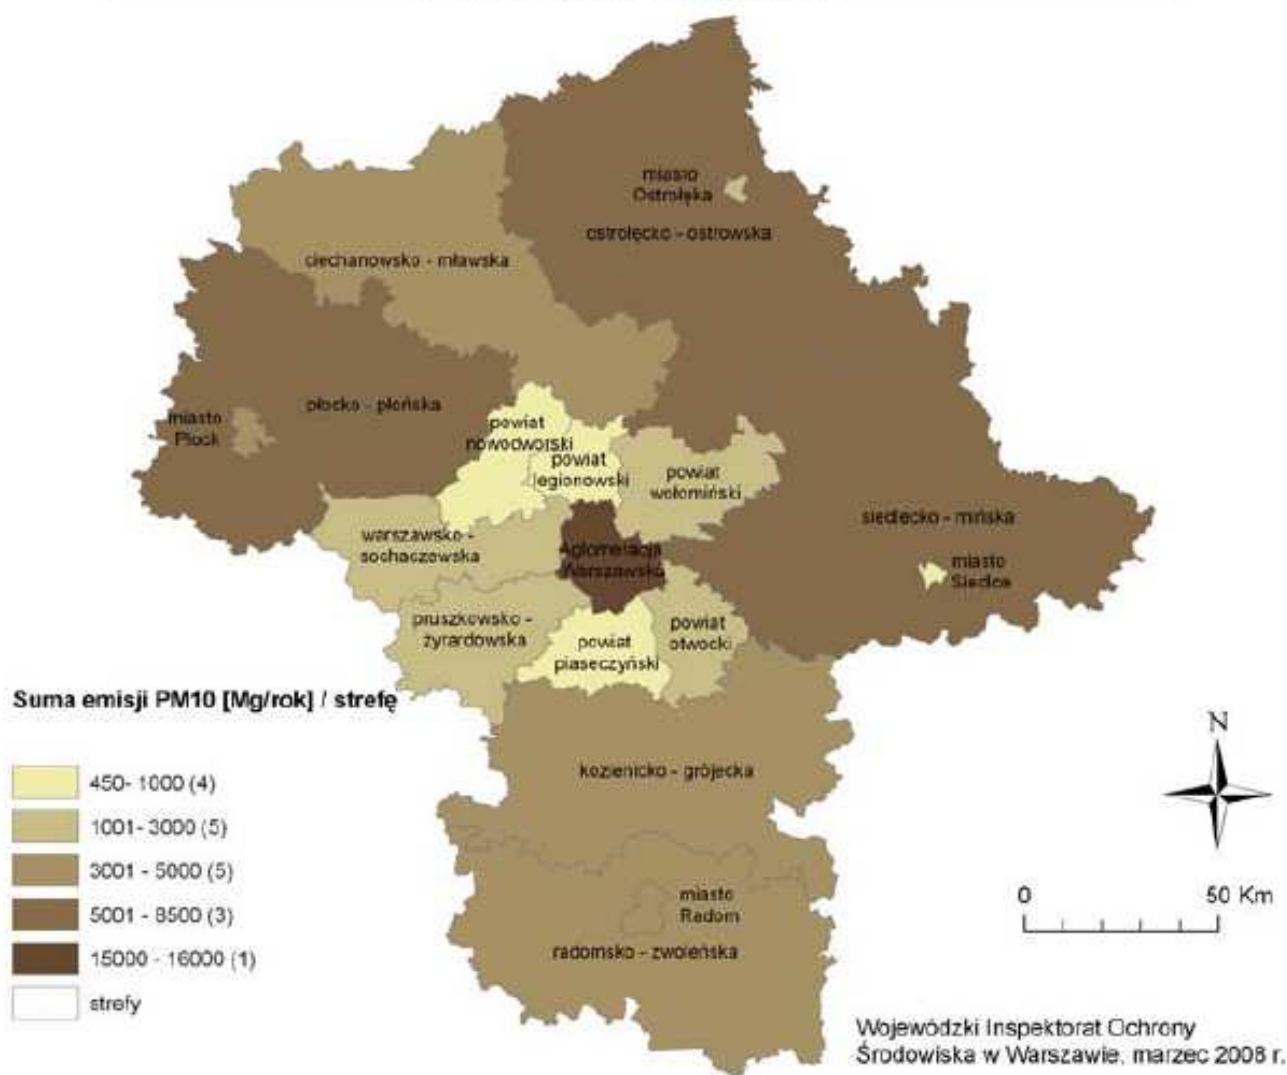 miasto
Ostrołęka
ostrołęcko - ostrowska
ciechanowsko - mławska
płocko - płońska
miasto
Płock
powiat
nowodworski
powiat
legionowski
powiat
wołomiński
siedlecko - mińska
warszawsko -
sochaczewska
Aglomeracja
Warszawska
miasto
Siedlce
pruszkowsko -
żyrardowska
powiat
piaseczyński
powiat
otwocki
Suma emisji PM10 [Mg/rok] / strefę
450- 1000 (4)
1001- 3000 (5)
3001 - 5000 (5)
5001 - 8500 (3)
15000 - 16000 (1)
strefy
kozienicko - grójecka
miasto
Radom
radomsko - zwoleńska
N
0 50 Km
Wojewódzki Inspektorat Ochrony
Środowiska w Warszawie, marzec 2008 r.